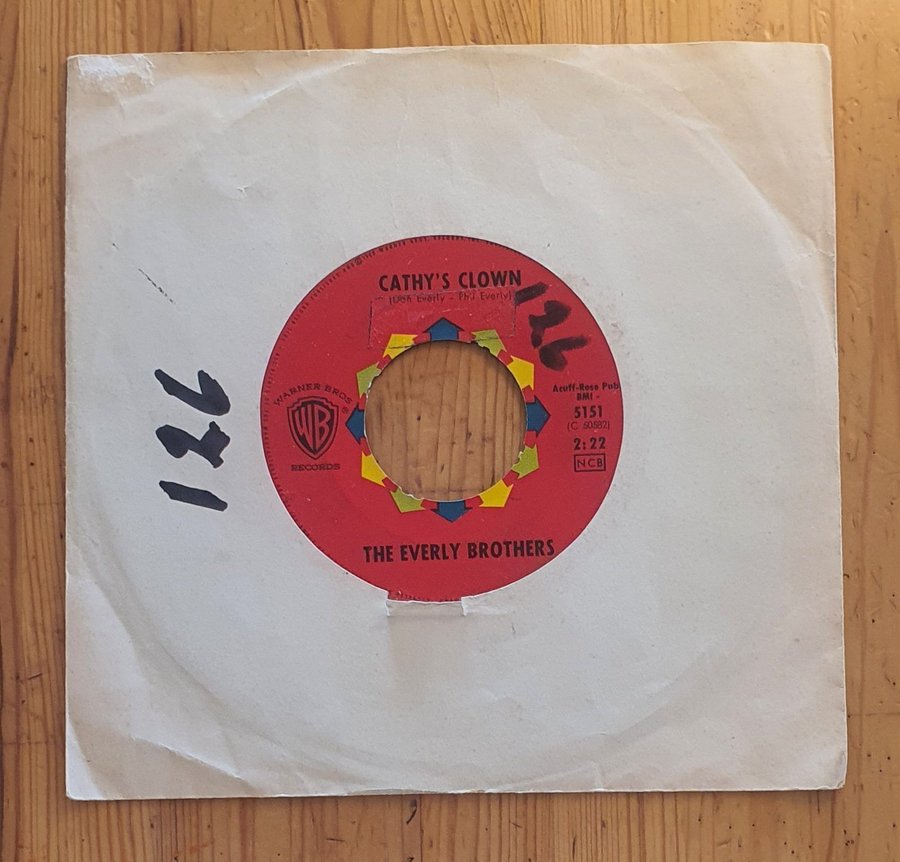 CATHY'S CLOWN
(Don Everly - Phil Everly)
126
WARNER BROS.
®
WB
RECORDS
Acuff-Rose Pub
BMI -
5151
(C 60582)
2:22
NCB
THE EVERLY BROTHERS
126